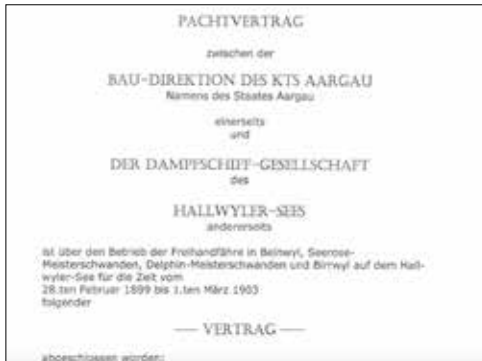 PACHTVERTRAG
zwischen der
BAU-DIREKTION DES KTS AARGAU
Namens des Staates Aargau
einerseits
und
DER DAMPFSCHIFF-GESELLSCHAFT
des
HALLWYLER-SEES
andererseits
ist über den Betrieb der Freihandfähre in Beinwyl, Seerose-
Meisterschwanden, Delphin-Meisterschwanden und Birrwyl auf dem Hall-
wyler-See für die Zeit vom
28.ten Februar 1899 bis 1.ten März 1903
folgender
— VERTRAG —
abgeschlossen worden: